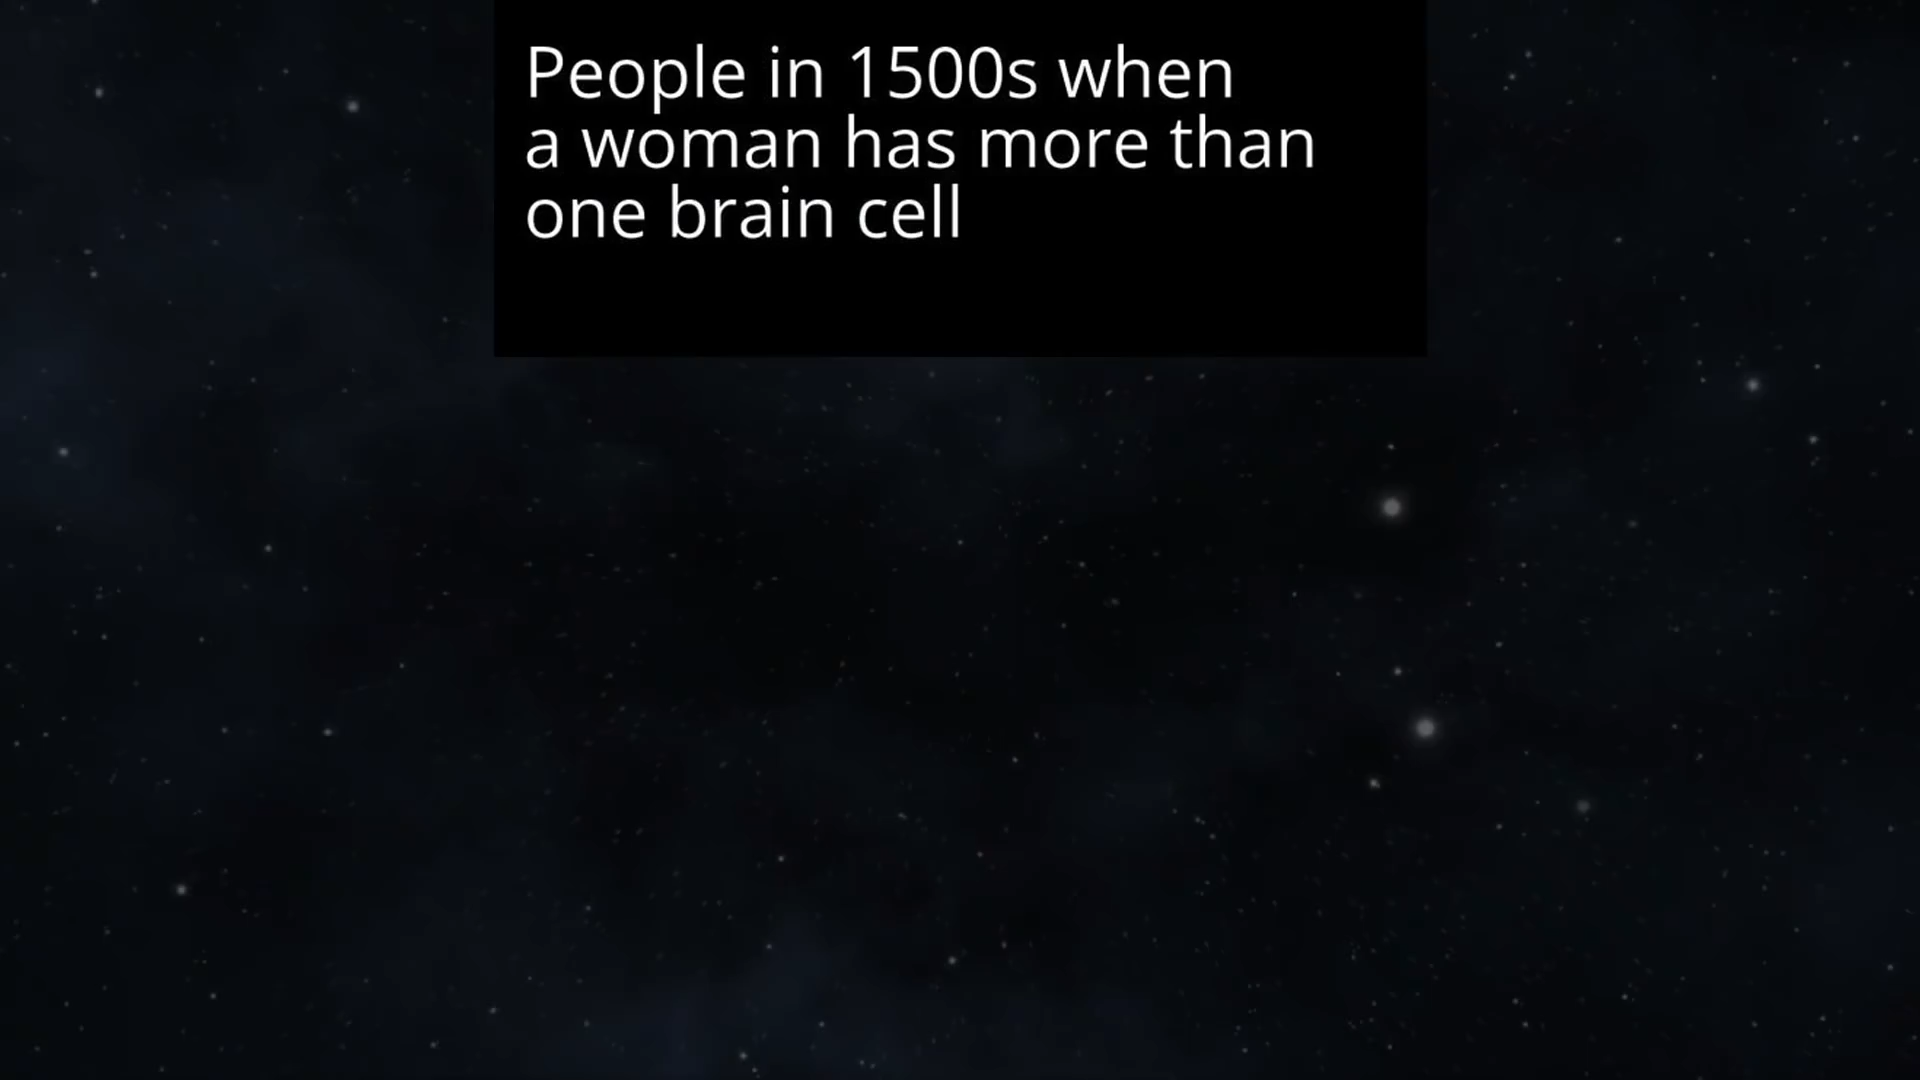 People in 1500s when
a woman has more than
one brain cell